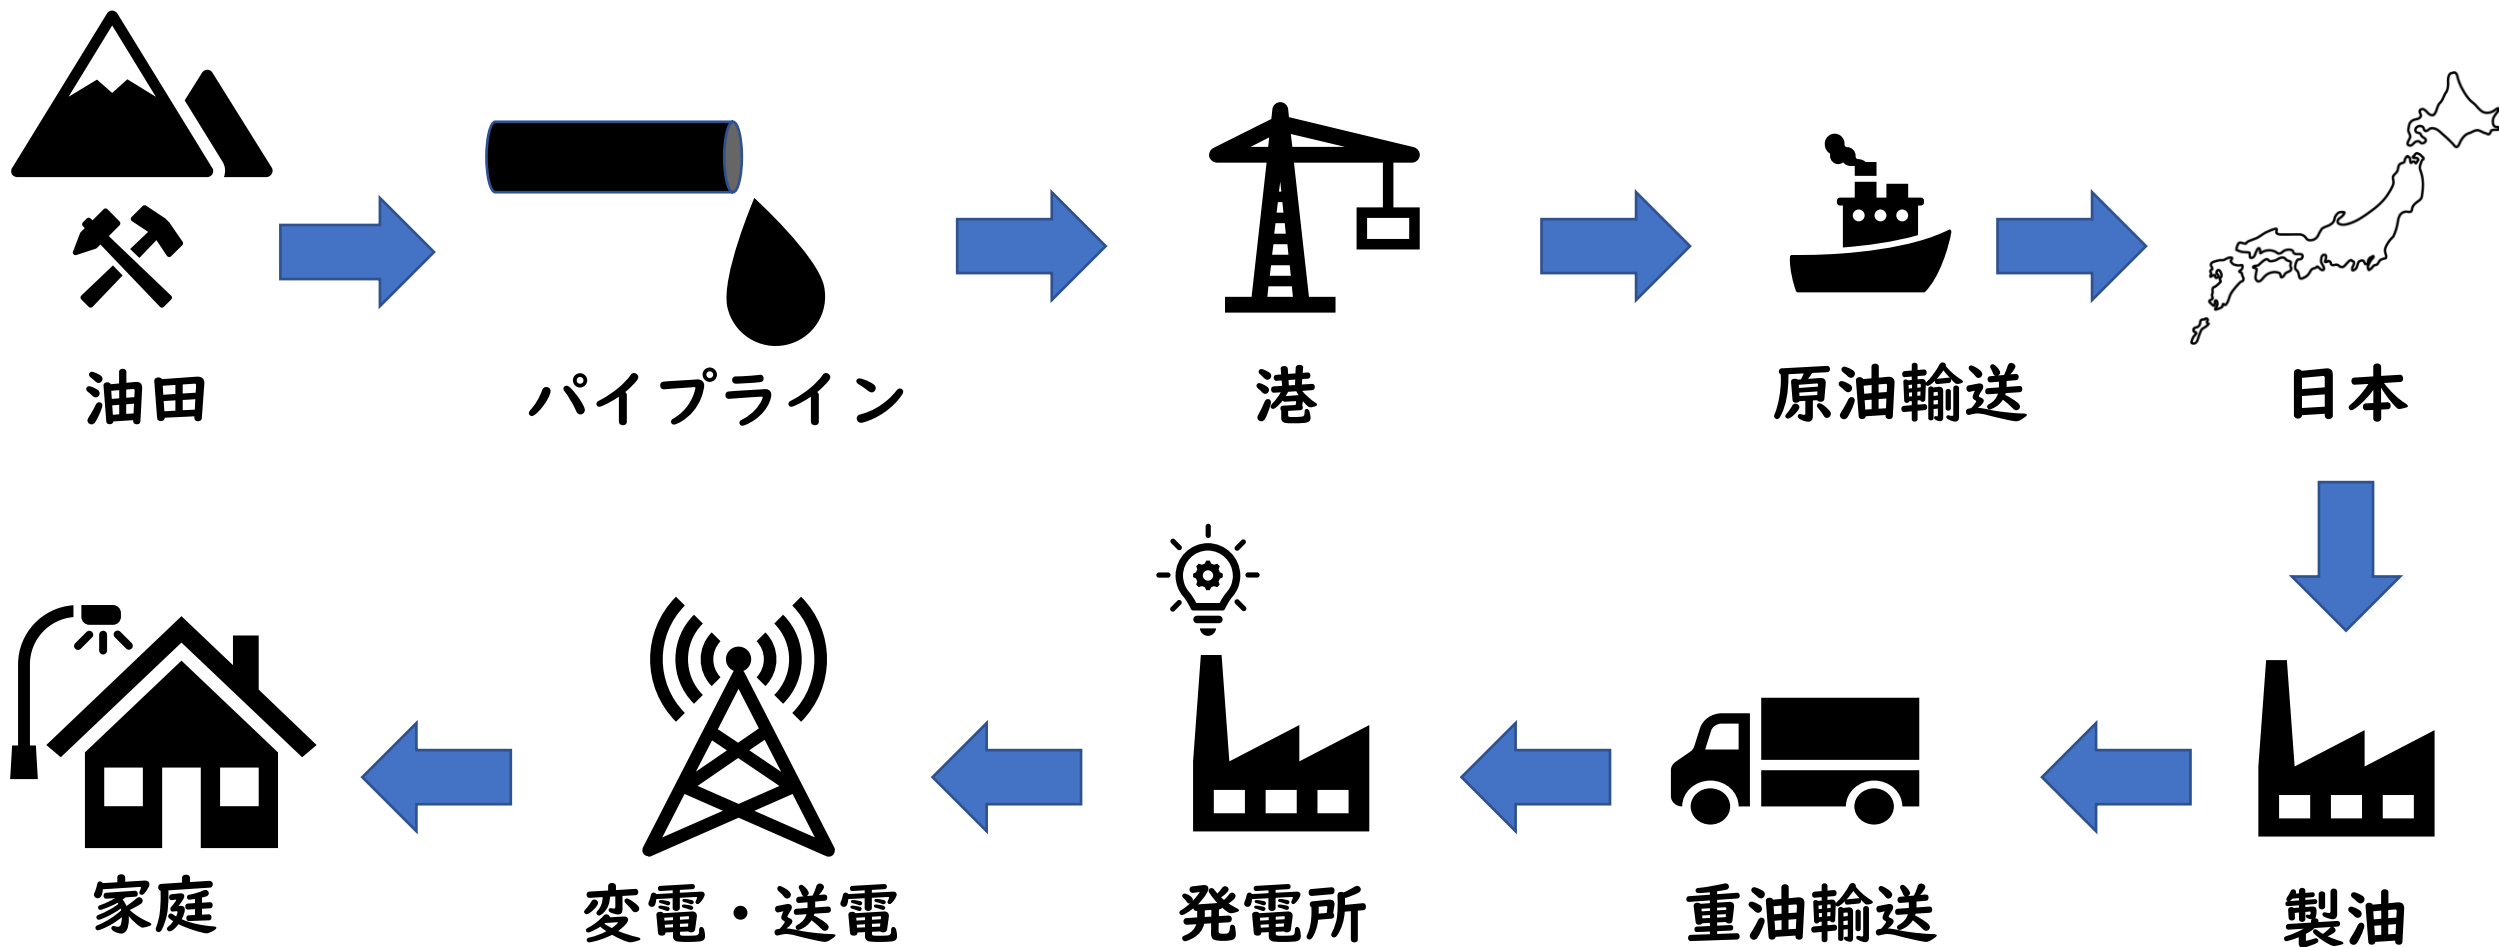 油田
パイプライン
港
原油輸送
日本
家庭
変電・送電
発電所
重油輸送
製油